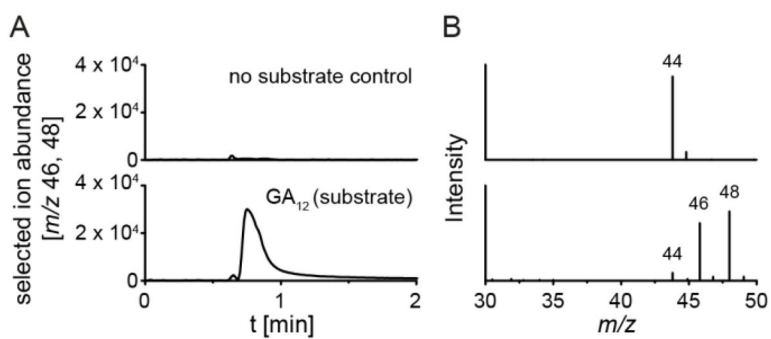 A
selected ion abundance
[m/z 46, 48]
4 x 10⁴
2 x 10⁴
0
no substrate control
4 x 10⁴
2 x 10⁴
0
GA₁₂ (substrate)
0
1
2
t [min]
B
Intensity
44
44
46
48
30
35
40
45
50
m/z